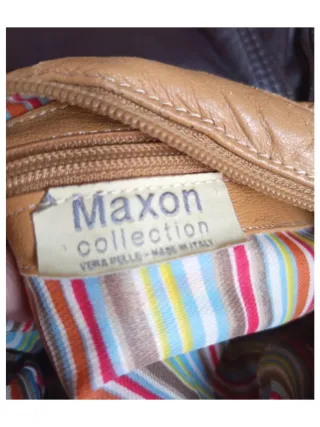 Maxon
collection
VERA PELLE - MADE IN ITALY